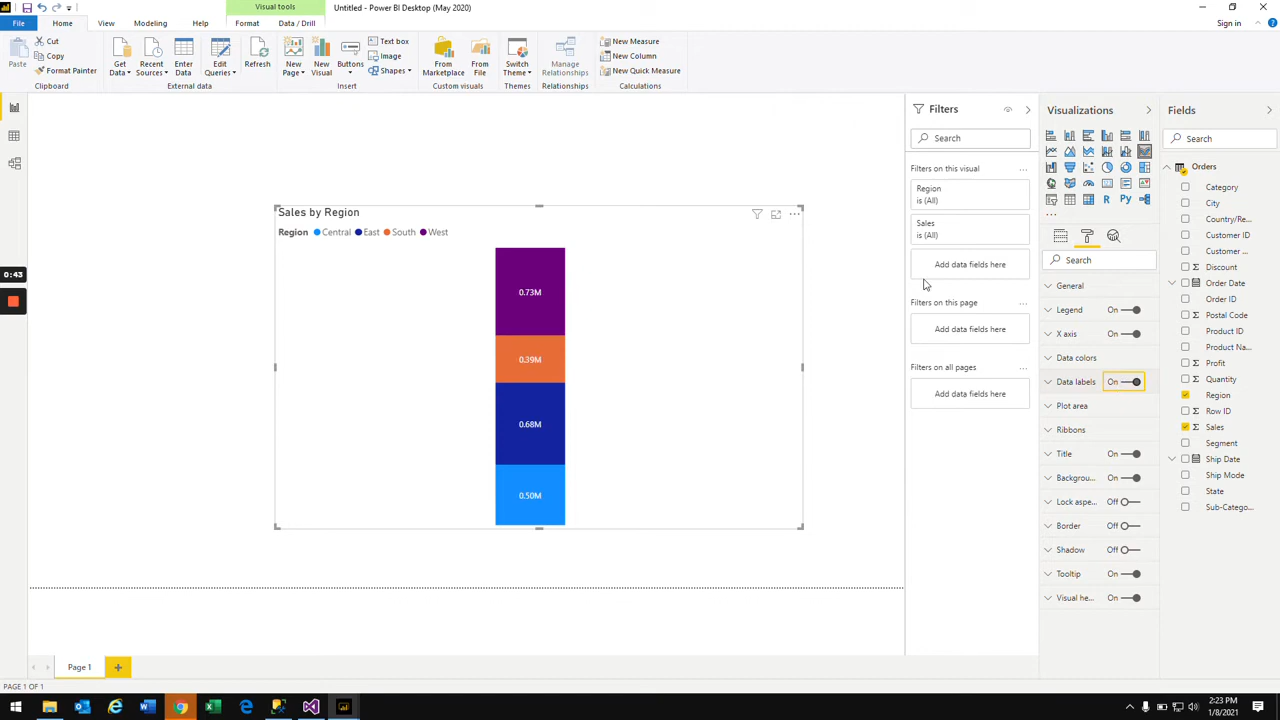 Visual tools
Untitled - Power BI Desktop (May 2020)
File
Home
View
Modeling
Help
Format
Data / Drill
Sign in
Paste
Cut
Copy
Format Painter
Clipboard
Get Data
Recent Sources
Enter Data
Edit Queries
Refresh
External data
New Page
New Visual
Buttons
Text box
Image
Shapes
Insert
From Marketplace
From File
Custom visuals
Switch Theme
Themes
Manage Relationships
Relationships
New Measure
New Column
New Quick Measure
Calculations
Sales by Region
Region Central East South West
0.73M
0.39M
0.68M
0.50M
Filters
Search
Filters on this visual ...
Region
is (All)
Sales
is (All)
Add data fields here
Filters on this page ...
Add data fields here
Filters on all pages ...
Add data fields here
Visualizations
R
Py
...
Search
General
Legend On
X axis On
Data colors
Data labels On
Plot area
Ribbons
Title On
Backgrou... On
Lock aspe... Off
Border Off
Shadow Off
Tooltip On
Visual he... On
Fields
Search
Orders
Category
City
Country/Re...
Customer ID
Customer ...
Discount
Order Date
Order ID
Postal Code
Product ID
Product Na...
Profit
Quantity
Region
Row ID
Sales
Segment
Ship Date
Ship Mode
State
Sub-Catego...
0:43
Page 1
PAGE 1 OF 1
2:23 PM
1/8/2021